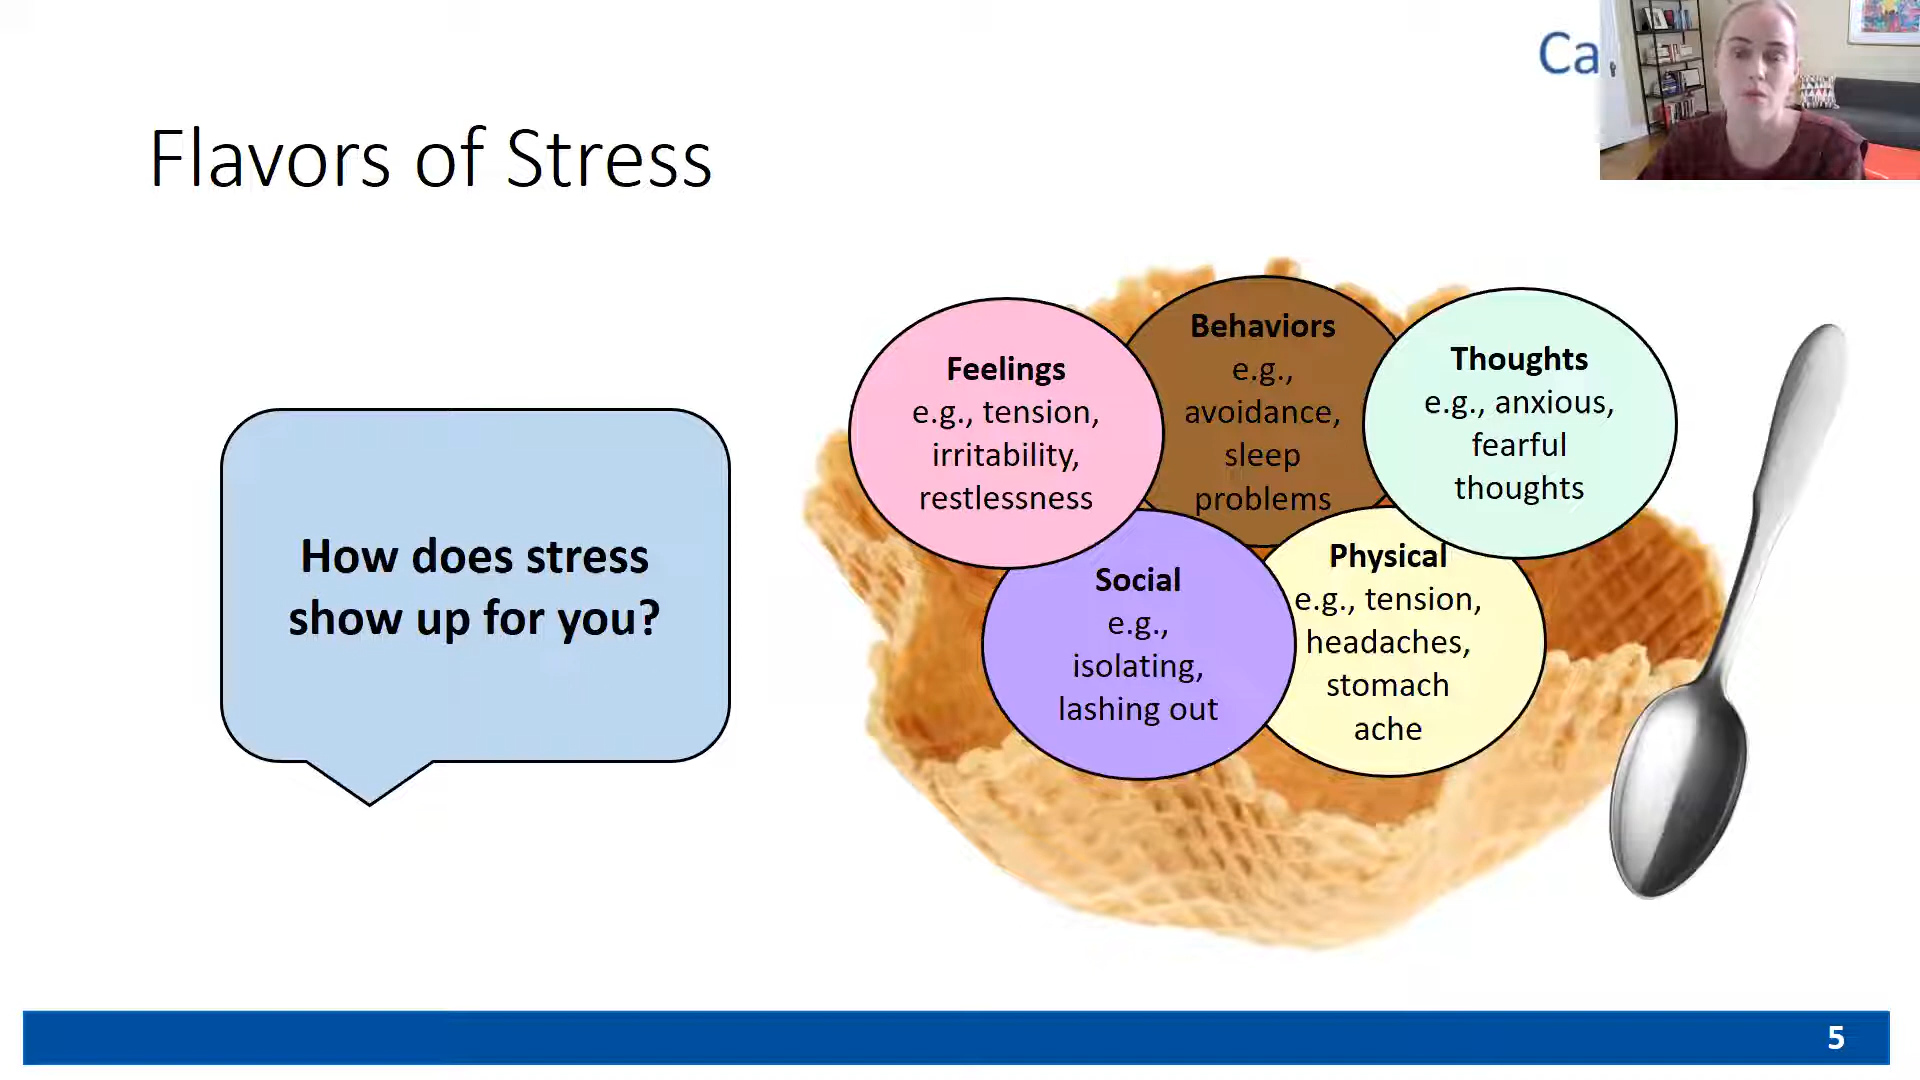 Ca
Flavors of Stress
How does stress
show up for you?
Feelings
e.g., tension,
irritability,
restlessness
Behaviors
e.g.,
avoidance,
sleep
problems
Thoughts
e.g., anxious,
fearful
thoughts
Social
e.g.,
isolating,
lashing out
Physical
e.g., tension,
headaches,
stomach
ache
5